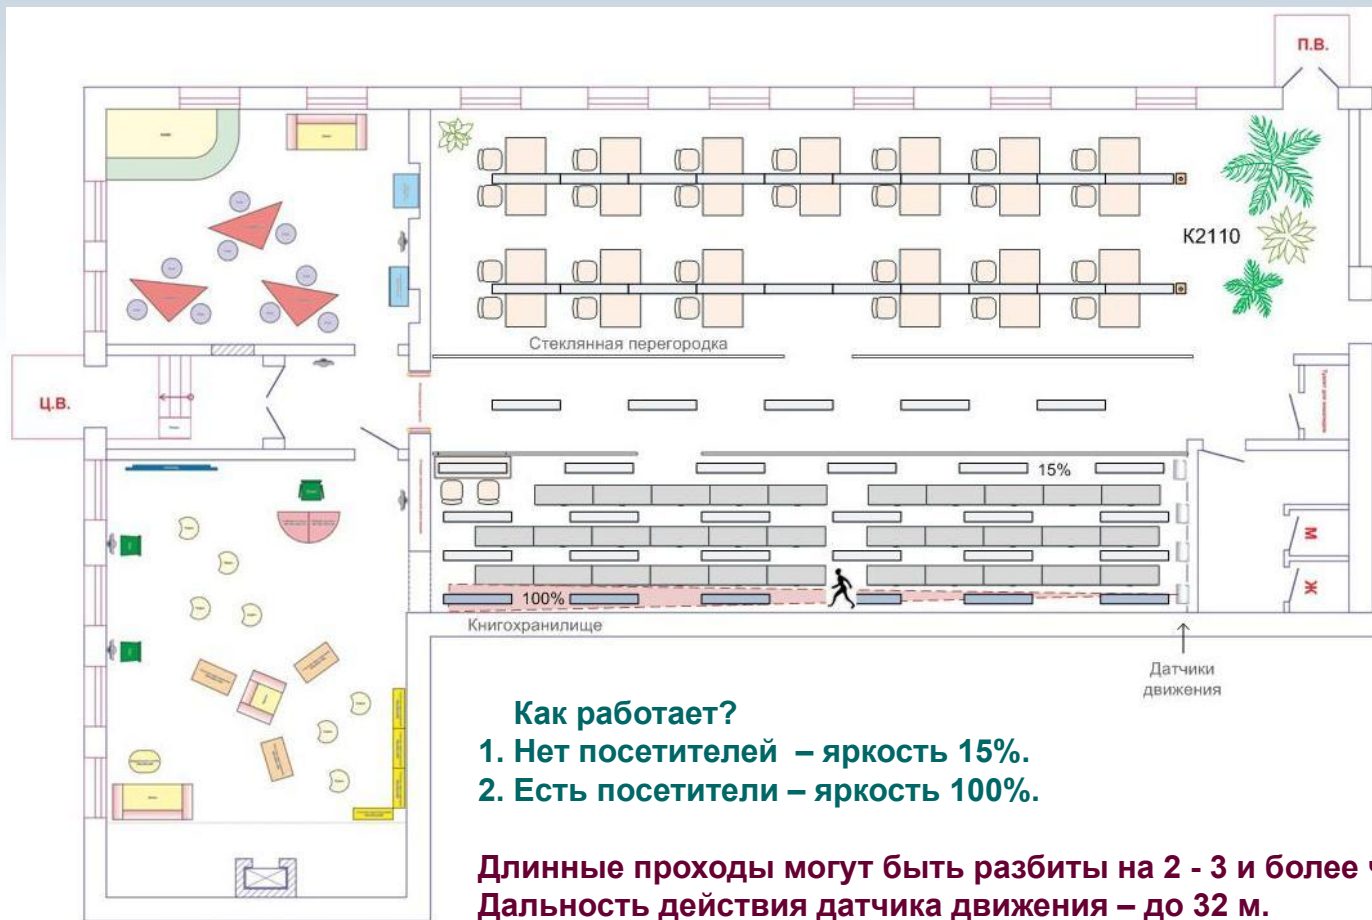 П.В.
К2110
Стеклянная перегородка
Ц.В.
15%
М
100%
Ж
Книгохранилище
Датчики
движения
Как работает?
1. Нет посетителей – яркость 15%.
2. Есть посетители – яркость 100%.
Длинные проходы могут быть разбиты на 2 - 3 и более
Дальность действия датчика движения – до 32 м.